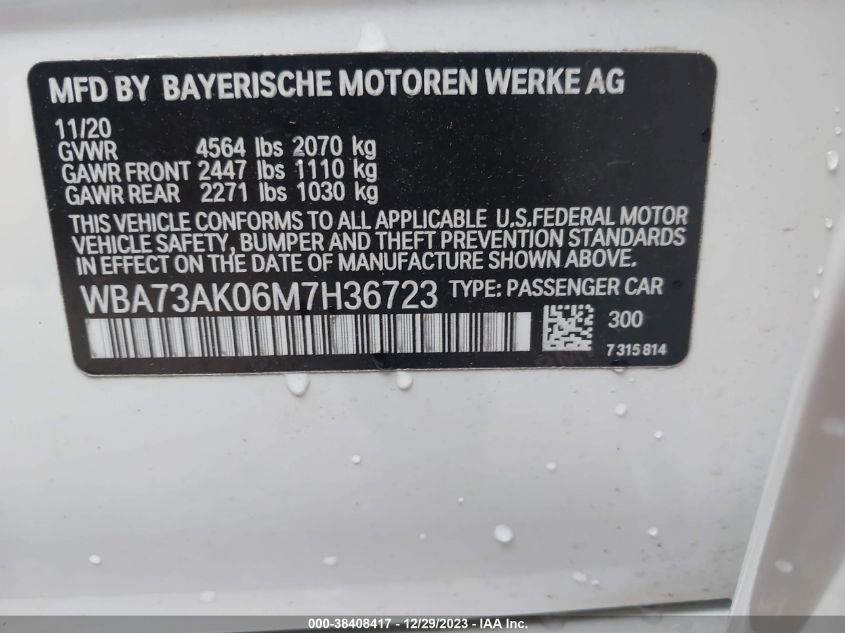 MFD BY BAYERISCHE MOTOREN WERKE AG
11/20
GVWR 4564 lbs 2070 kg
GAWR FRONT 2447 lbs 1110 kg
GAWR REAR 2271 lbs 1030 kg
THIS VEHICLE CONFORMS TO ALL APPLICABLE U.S.FEDERAL MOTOR
VEHICLE SAFETY, BUMPER AND THEFT PREVENTION STANDARDS
IN EFFECT ON THE DATE OF MANUFACTURE SHOWN ABOVE.
WBA73AK06M7H36723 TYPE: PASSENGER CAR
300
7315814
000-38408417 - 12/29/2023 - IAA Inc.